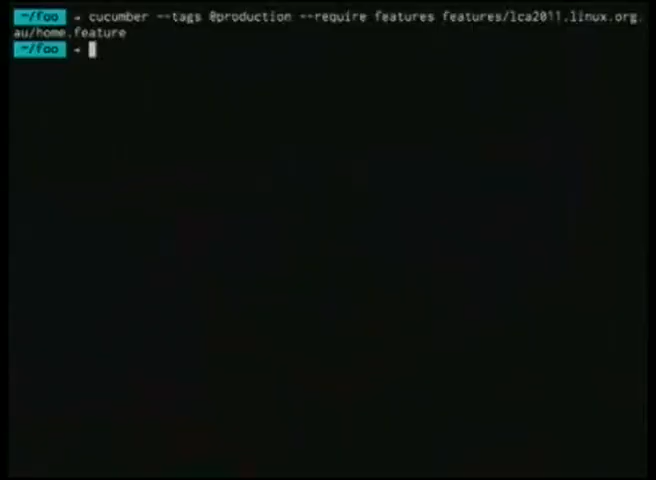 ~/foo → cucumber --tags @production --require features features/lca2011.linux.org.
au/home.feature
~/foo →